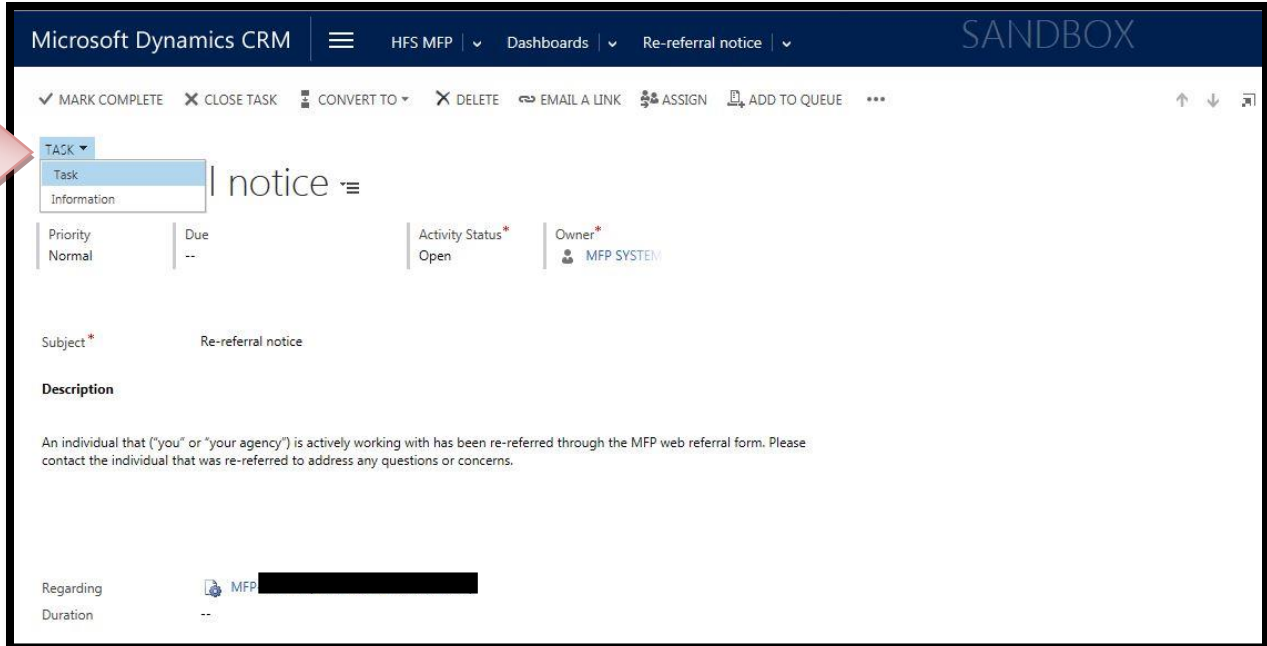 Microsoft Dynamics CRM HFS MFP Dashboards Re-referral notice SANDBOX
MARK COMPLETE CLOSE TASK CONVERT TO DELETE EMAIL A LINK ASSIGN ADD TO QUEUE •••
TASK
Task
l notice
Information
Priority Due Activity Status* Owner*
Normal -- Open MFP SYSTEM
Subject* Re-referral notice
Description
An individual that (“you” or “your agency”) is actively working with has been re-referred through the MFP web referral form. Please
contact the individual that was re-referred to address any questions or concerns.
Regarding MFP
Duration --